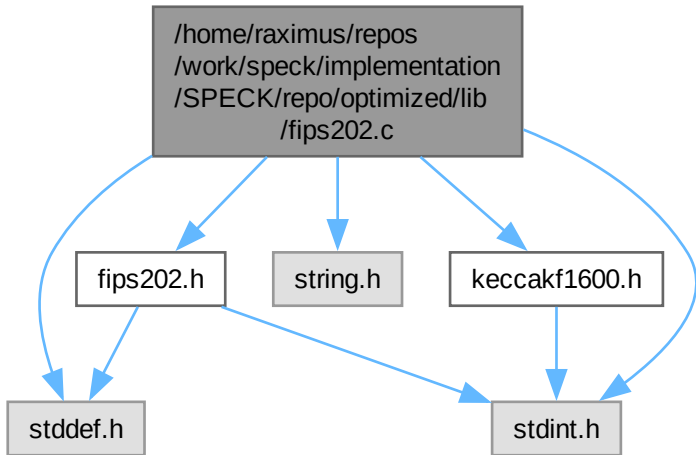 /home/raximus/repos
/work/speck/implementation
/SPECK/repo/optimized/lib
/fips202.c
fips202.h
string.h
keccakf1600.h
stddef.h
stdint.h